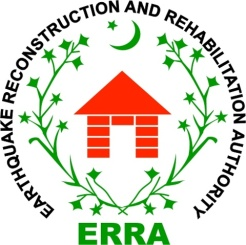 EARTHQUAKE RECONSTRUCTION AND REHABILITATION AUTHORITY
ERRA